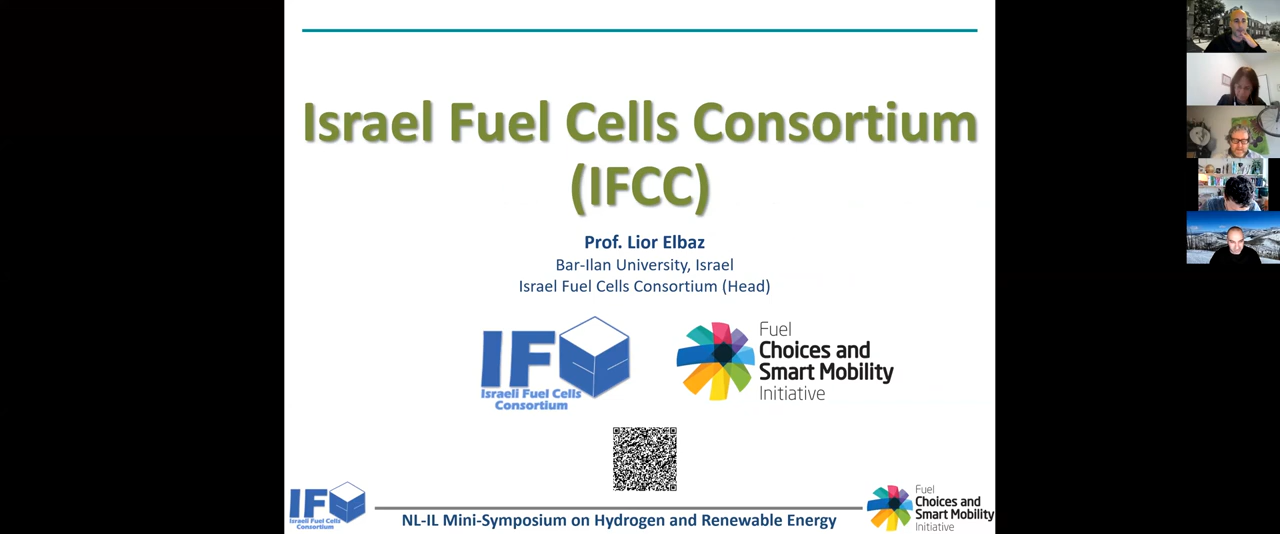 Israel Fuel Cells Consortium
(IFCC)
Prof. Lior Elbaz
Bar-Ilan University, Israel
Israel Fuel Cells Consortium (Head)
IFC
Israeli Fuel Cells
Consortium
Fuel
Choices and
Smart Mobility
Initiative
IFC
Israeli Fuel Cells
Consortium
NL-IL Mini-Symposium on Hydrogen and Renewable Energy
Fuel
Choices and
Smart Mobility
Initiative